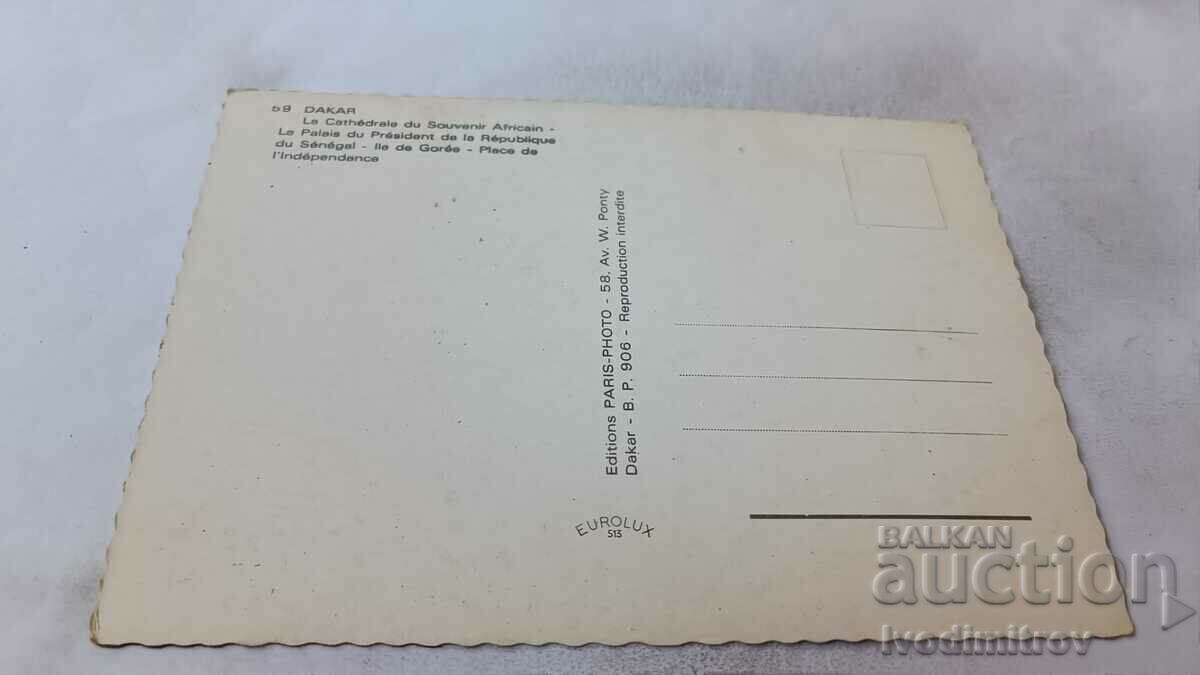 59 DAKAR
La Cathédrale du Souvenir Africain -
Le Palais du Président de la République
du Sénégal - Ile de Gorée - Place de
l'Indépendance
Editions PARIS-PHOTO - 58. Av. W. Ponty
Dakar - B. P. 906 - Reproduction interdite
EUROLUX
513
BALKAN
auction
Ivodimitrov